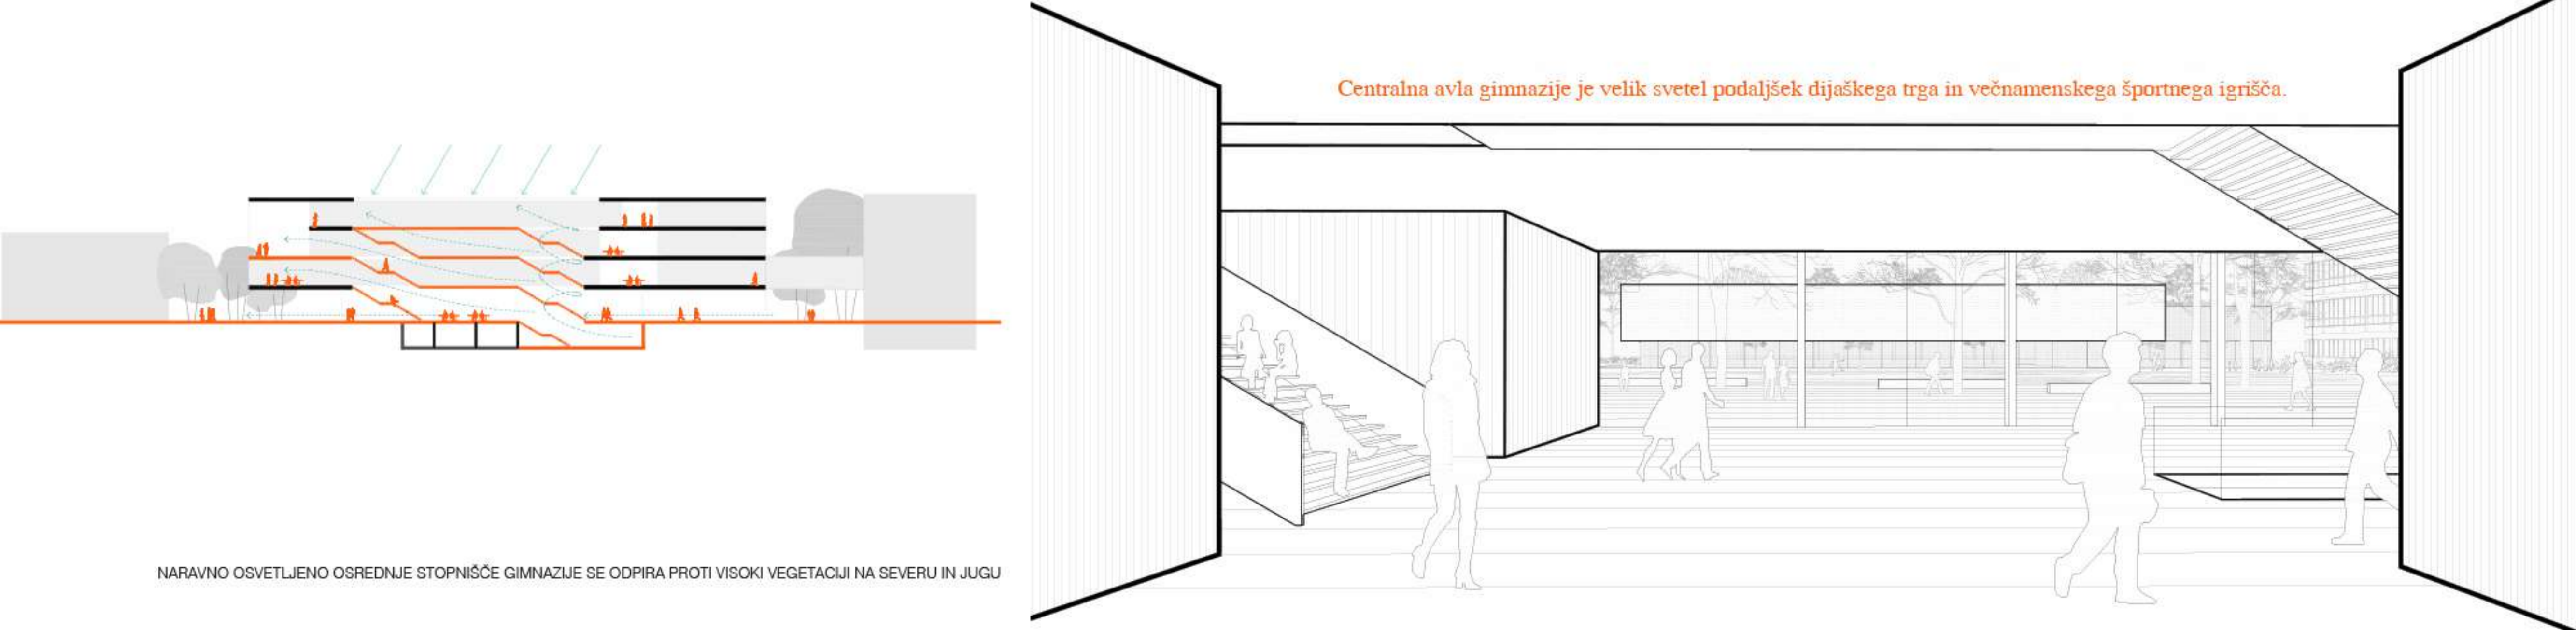 Centralna avla gimnazije je velik svetel podaljšek dijaškega trga in večnamenskega športnega igrišča.
NARAVNO OSVETLJENO OSREDNJE STOPNIŠČE GIMNAZIJE SE ODPIRA PROTI VISOKI VEGETACIJI NA SEVERU IN JUGU